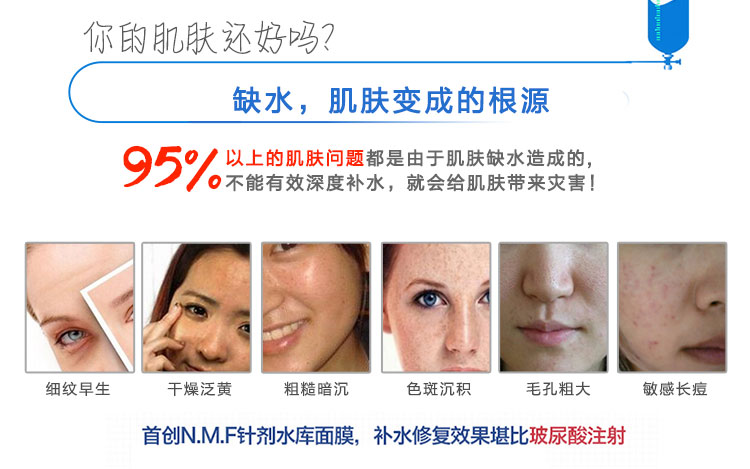 你的肌肤还好吗?
缺水，肌肤变成的根源
95%以上的肌肤问题都是由于肌肤缺水造成的，
不能有效深度补水，就会给肌肤带来灾害！
细纹早生 干燥泛黄 粗糙暗沉 色斑沉积 毛孔粗大 敏感长痘
首创N.M.F针剂水库面膜，补水修复效果堪比玻尿酸注射